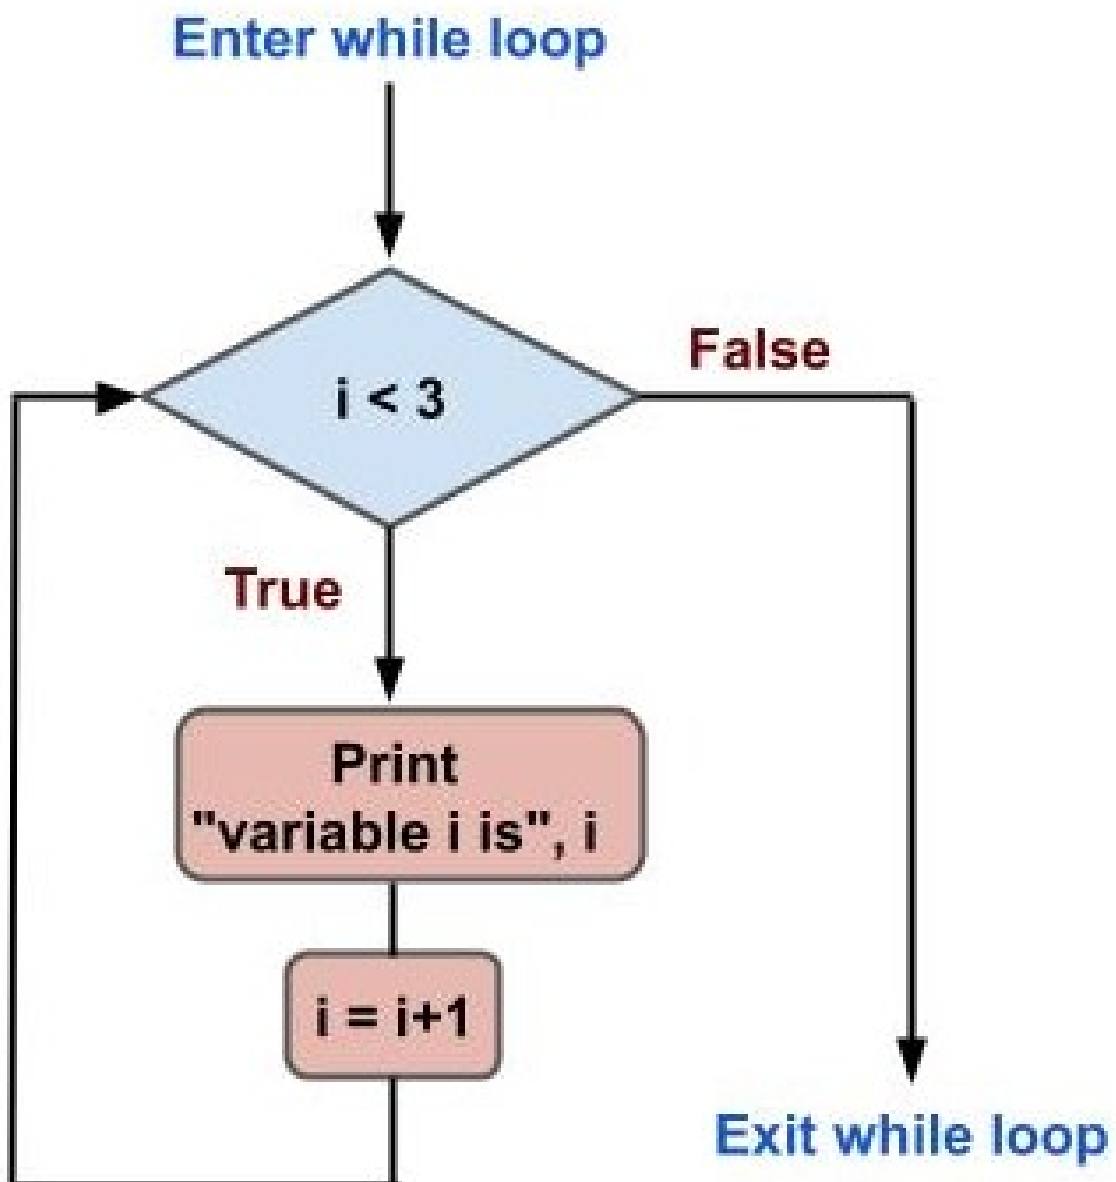 Enter while loop
i < 3
False
True
Print
"variable i is", i
i = i+1
Exit while loop